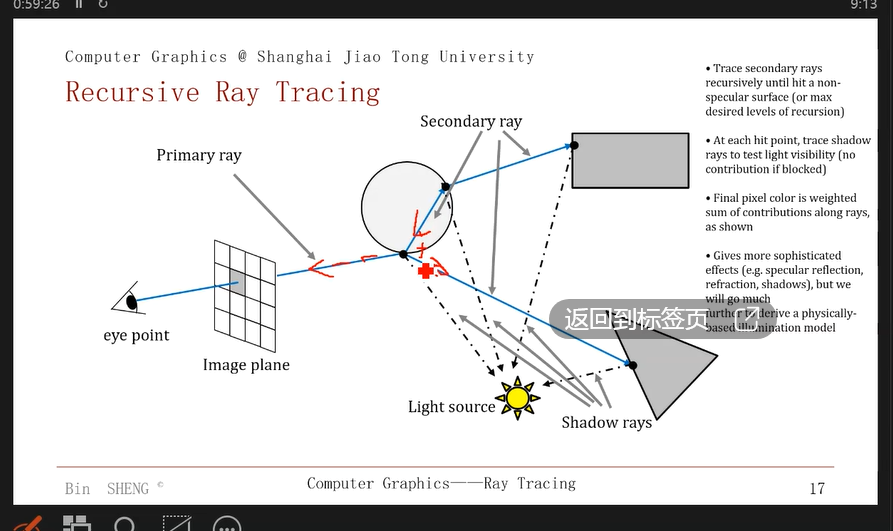 0:59:26
9:13
Computer Graphics @ Shanghai Jiao Tong University
Recursive Ray Tracing
Secondary ray
Primary ray
eye point
Image plane
Light source
Shadow rays
• Trace secondary rays
recursively until hit a non-
specular surface (or max
desired levels of recursion)
• At each hit point, trace shadow
rays to test light visibility (no
contribution if blocked)
• Final pixel color is weighted
sum of contributions along rays,
as shown
• Gives more sophisticated
effects (e.g. specular reflection,
refraction, shadows), but we
will go much
further to derive a physically-
based illumination model
返回到标签页
Bin SHENG ©
Computer Graphics——Ray Tracing
17